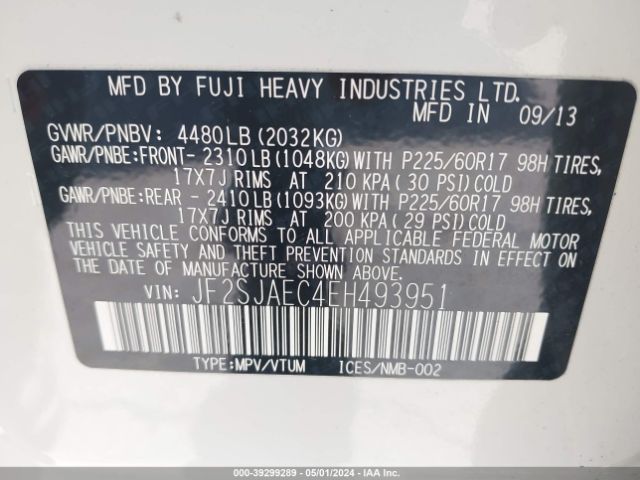 MFD BY FUJI HEAVY INDUSTRIES LTD.
MFD IN 09/13
GVWR/PNBV: 4480LB(2032KG)
GAWR/PNBE:FRONT- 2310LB(1048KG)WITH P225/60R17 98H TIRES,
17X7J RIMS AT 210 KPA(30 PSI)COLD
GAWR/PNBE:REAR - 2410LB(1093KG)WITH P225/60R17 98H TIRES,
17X7J RIMS AT 200 KPA(29 PSI)COLD
THIS VEHICLE CONFORMS TO ALL APPLICABLE FEDERAL MOTOR
VEHICLE SAFETY AND THEFT PREVENTION STANDARDS IN EFFECT ON
THE DATE OF MANUFACTURE SHOWN ABOVE.
VIN: JF2SJAEC4EH493951
TYPE:MPV/VTUM ICES/NMB-002
000-39299289 - 05/01/2024 - IAA Inc.